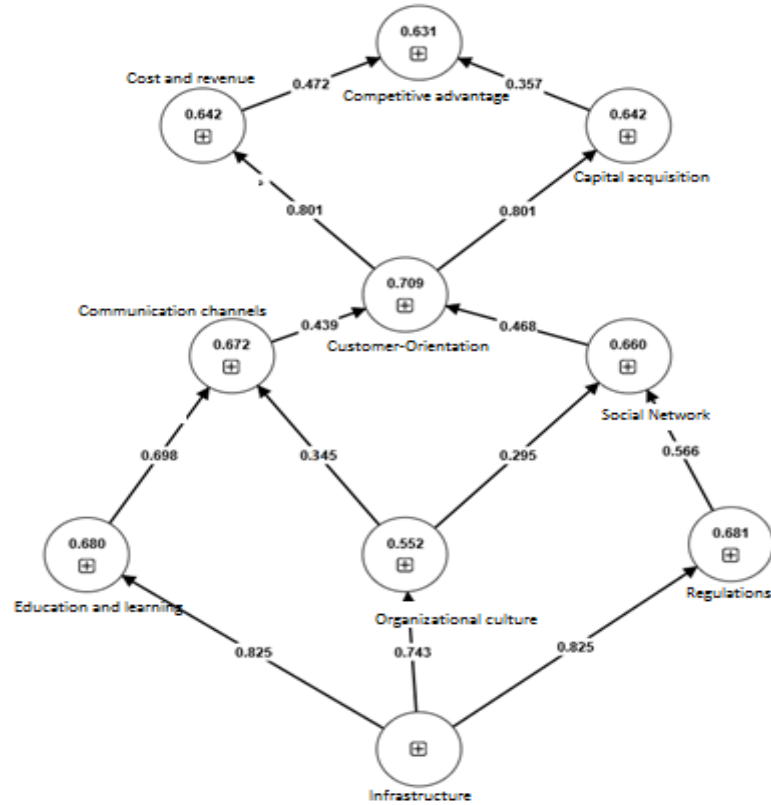 0.631
Cost and revenue
0.472
Competitive advantage
0.357
0.642
0.642
Capital acquisition
0.801
0.801
0.709
Communication channels
0.439
0.468
Customer-Orientation
0.672
0.660
Social Network
0.698
0.345
0.295
0.566
0.680
0.552
0.681
Education and learning
Organizational culture
Regulations
0.825
0.743
0.825
Infrastructure